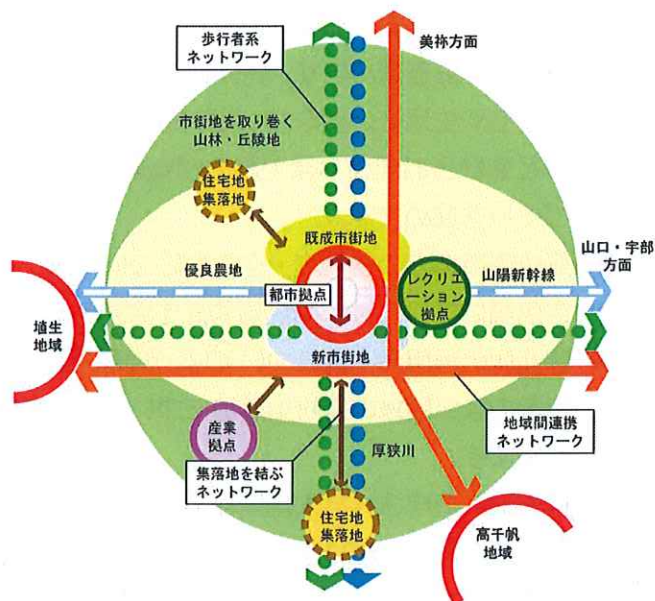 歩行者系
ネットワーク
美祢方面
市街地を取り巻く
山林・丘陵地
住宅地
集落地
既成市街地
山口・宇部
方面
優良農地
都市拠点
レクリエ
ーション
拠点
山陽新幹線
埴生
地域
新市街地
産業
拠点
地域間連携
ネットワーク
厚狭川
集落地を結ぶ
ネットワーク
住宅地
集落地
高千帆
地域